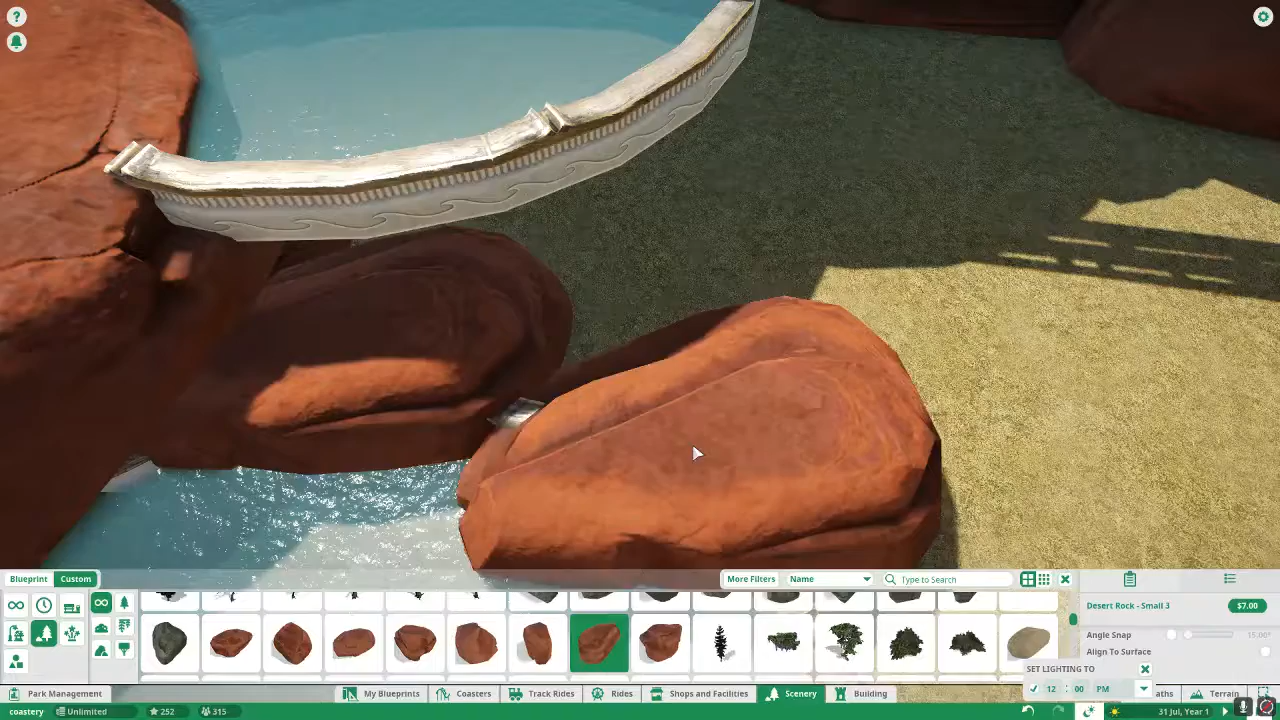 Blueprint Custom
More Filters Name Type to Search
Desert Rock - Small 3 $7.00
Angle Snap 15.00°
Align To Surface
SET LIGHTING TO
12 : 00 PM
Park Management My Blueprints Coasters Track Rides Rides Shops and Facilities Scenery Building Terrain
coastery Unlimited 252 315 31 Jul, Year 1